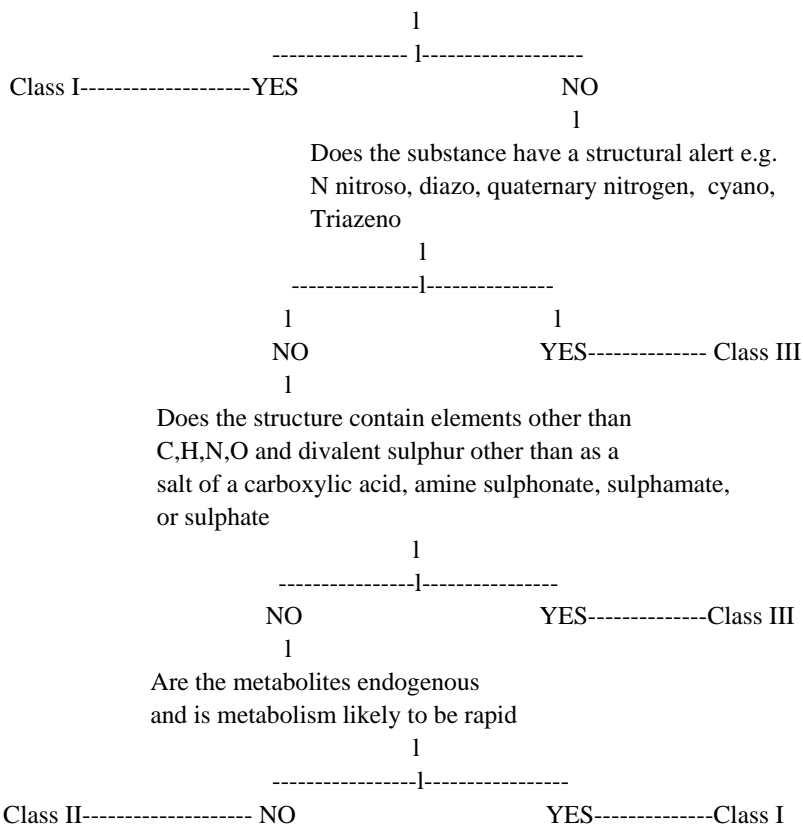 l
---------------- l-------------------
Class I--------------------YES NO
l
Does the substance have a structural alert e.g.
N nitroso, diazo, quaternary nitrogen, cyano,
Triazeno
l
---------------l---------------
l l
NO YES-------------- Class III
l
Does the structure contain elements other than
C,H,N,O and divalent sulphur other than as a
salt of a carboxylic acid, amine sulphonate, sulphamate,
or sulphate
l
----------------l----------------
NO YES--------------Class III
l
Are the metabolites endogenous
and is metabolism likely to be rapid
l
-----------------l-----------------
Class II-------------------- NO YES--------------Class I